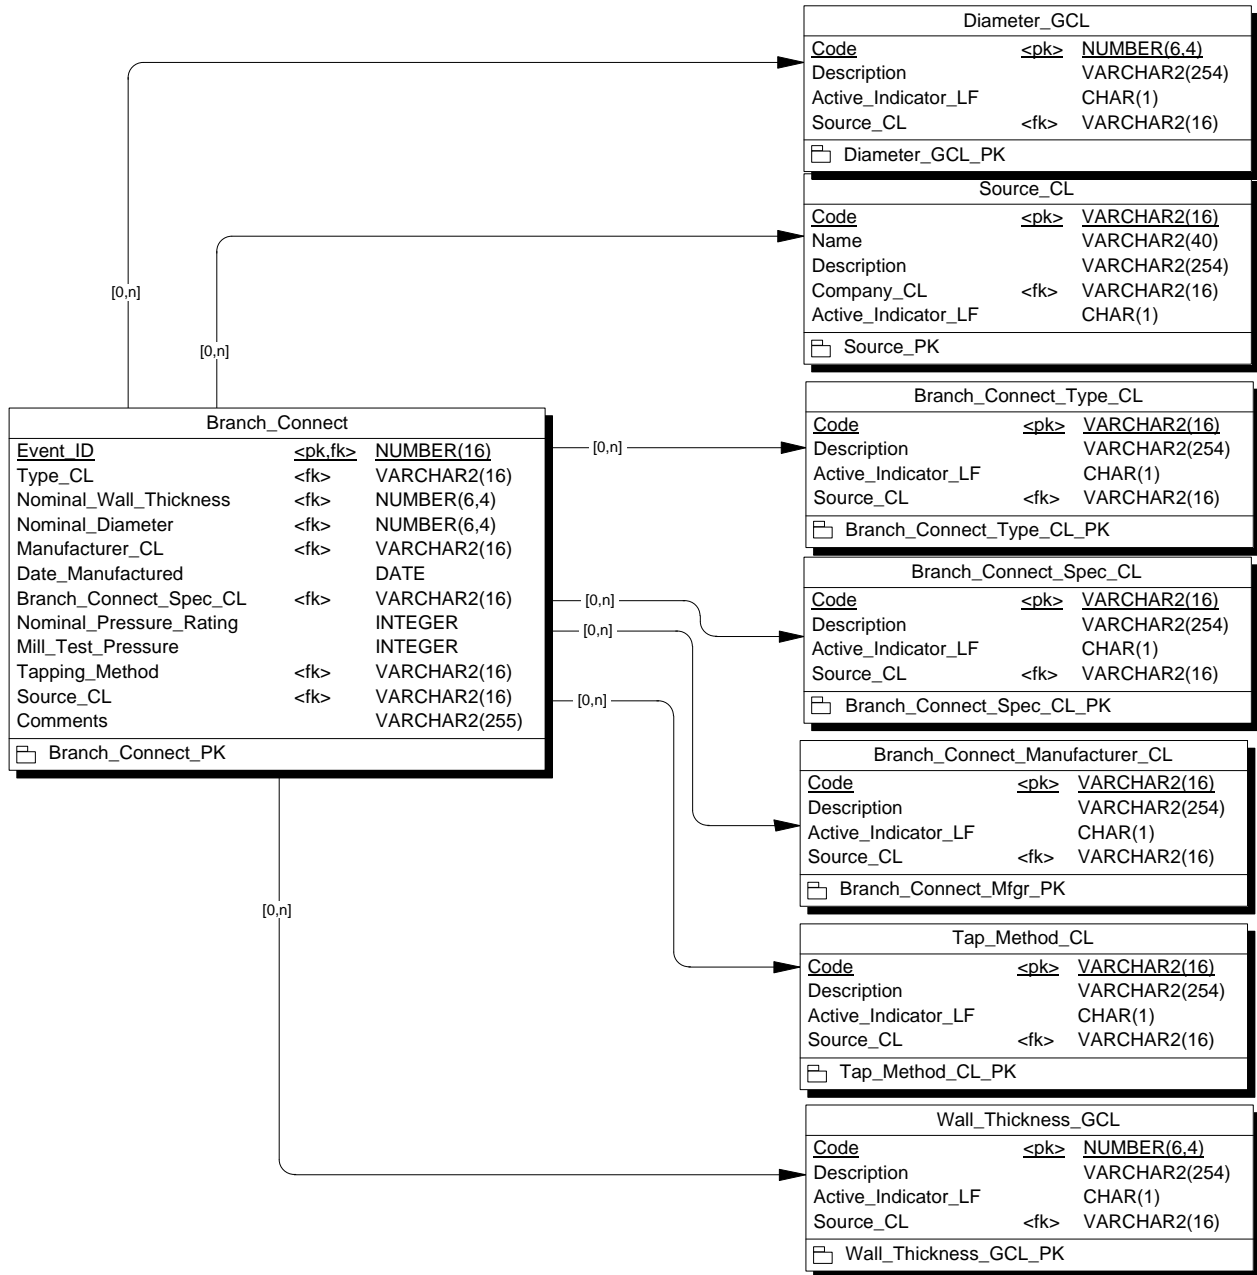 Diameter_GCL
Code <pk> NUMBER(6,4)
Description VARCHAR2(254)
Active_Indicator_LF CHAR(1)
Source_CL <fk> VARCHAR2(16)
Diameter_GCL_PK
Source_CL
Code <pk> VARCHAR2(16)
Name VARCHAR2(40)
Description VARCHAR2(254)
Company_CL <fk> VARCHAR2(16)
Active_Indicator_LF CHAR(1)
Source_PK
[0,n]
[0,n]
Branch_Connect
Event_ID <pk,fk> NUMBER(16)
Type_CL <fk> VARCHAR2(16)
Nominal_Wall_Thickness <fk> NUMBER(6,4)
Nominal_Diameter <fk> NUMBER(6,4)
Manufacturer_CL <fk> VARCHAR2(16)
Date_Manufactured DATE
Branch_Connect_Spec_CL <fk> VARCHAR2(16)
Nominal_Pressure_Rating INTEGER
Mill_Test_Pressure INTEGER
Tapping_Method <fk> VARCHAR2(16)
Source_CL <fk> VARCHAR2(16)
Comments VARCHAR2(255)
Branch_Connect_PK
[0,n]
[0,n]
[0,n]
[0,n]
[0,n]
Branch_Connect_Type_CL
Code <pk> VARCHAR2(16)
Description VARCHAR2(254)
Active_Indicator_LF CHAR(1)
Source_CL <fk> VARCHAR2(16)
Branch_Connect_Type_CL_PK
Branch_Connect_Spec_CL
Code <pk> VARCHAR2(16)
Description VARCHAR2(254)
Active_Indicator_LF CHAR(1)
Source_CL <fk> VARCHAR2(16)
Branch_Connect_Spec_CL_PK
Branch_Connect_Manufacturer_CL
Code <pk> VARCHAR2(16)
Description VARCHAR2(254)
Active_Indicator_LF CHAR(1)
Source_CL <fk> VARCHAR2(16)
Branch_Connect_Mfgr_PK
Tap_Method_CL
Code <pk> VARCHAR2(16)
Description VARCHAR2(254)
Active_Indicator_LF CHAR(1)
Source_CL <fk> VARCHAR2(16)
Tap_Method_CL_PK
Wall_Thickness_GCL
Code <pk> NUMBER(6,4)
Description VARCHAR2(254)
Active_Indicator_LF CHAR(1)
Source_CL <fk> VARCHAR2(16)
Wall_Thickness_GCL_PK